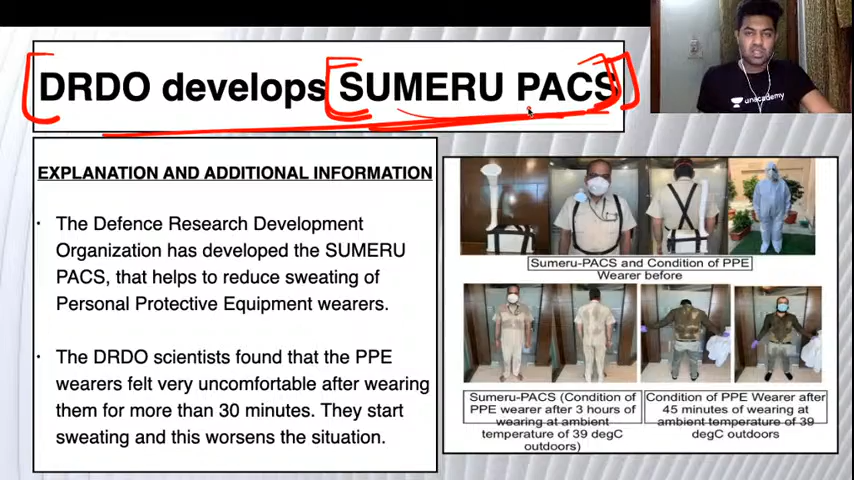 DRDO develops SUMERU PACS
unacademy
EXPLANATION AND ADDITIONAL INFORMATION
• The Defence Research Development
Organization has developed the SUMERU
PACS, that helps to reduce sweating of
Personal Protective Equipment wearers.
• The DRDO scientists found that the PPE
wearers felt very uncomfortable after wearing
them for more than 30 minutes. They start
sweating and this worsens the situation.
Sumeru-PACS and Condition of PPE
Wearer before
Sumeru-PACS (Condition of
PPE wearer after 3 hours of
wearing at ambient
temperature of 39 degC
outdoors)
Condition of PPE Wearer after
45 minutes of wearing at
ambient temperature of 39
degC outdoors